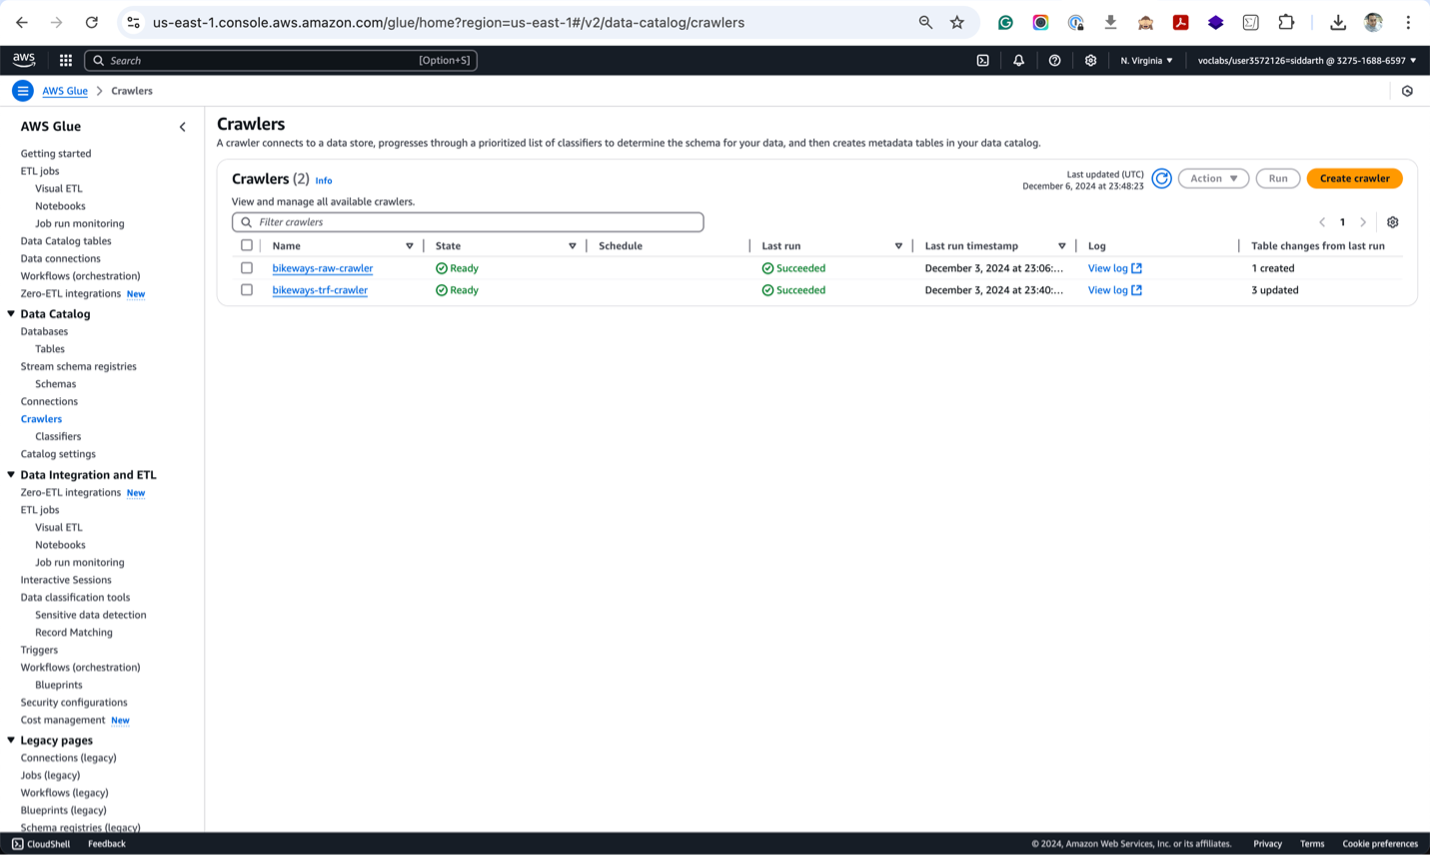 us-east-1.console.aws.amazon.com/glue/home?region=us-east-1#/v2/data-catalog/crawlers
aws
Search
[Option+S]
N. Virginia
voclabs/user3572126=siddarth @ 3275-1688-6597
AWS Glue
Crawlers
AWS Glue
Getting started
ETL jobs
Visual ETL
Notebooks
Job run monitoring
Data Catalog tables
Data connections
Workflows (orchestration)
Zero-ETL integrations New
Data Catalog
Databases
Tables
Stream schema registries
Schemas
Connections
Crawlers
Classifiers
Catalog settings
Data Integration and ETL
Zero-ETL integrations New
ETL jobs
Visual ETL
Notebooks
Job run monitoring
Interactive Sessions
Data classification tools
Sensitive data detection
Record Matching
Triggers
Workflows (orchestration)
Blueprints
Security configurations
Cost management New
Legacy pages
Connections (legacy)
Jobs (legacy)
Workflows (legacy)
Blueprints (legacy)
Schema registries (legacy)
Crawlers
A crawler connects to a data store, progresses through a prioritized list of classifiers to determine the schema for your data, and then creates metadata tables in your data catalog.
Crawlers (2) Info
Last updated (UTC)
December 6, 2024 at 23:48:23
Action
Run
Create crawler
View and manage all available crawlers.
Filter crawlers
1
Name State Schedule Last run Last run timestamp Log Table changes from last run
bikeways-raw-crawler Ready Succeeded December 3, 2024 at 23:06:... View log 1 created
bikeways-trf-crawler Ready Succeeded December 3, 2024 at 23:40:... View log 3 updated
CloudShell
Feedback
© 2024, Amazon Web Services, Inc. or its affiliates.
Privacy
Terms
Cookie preferences